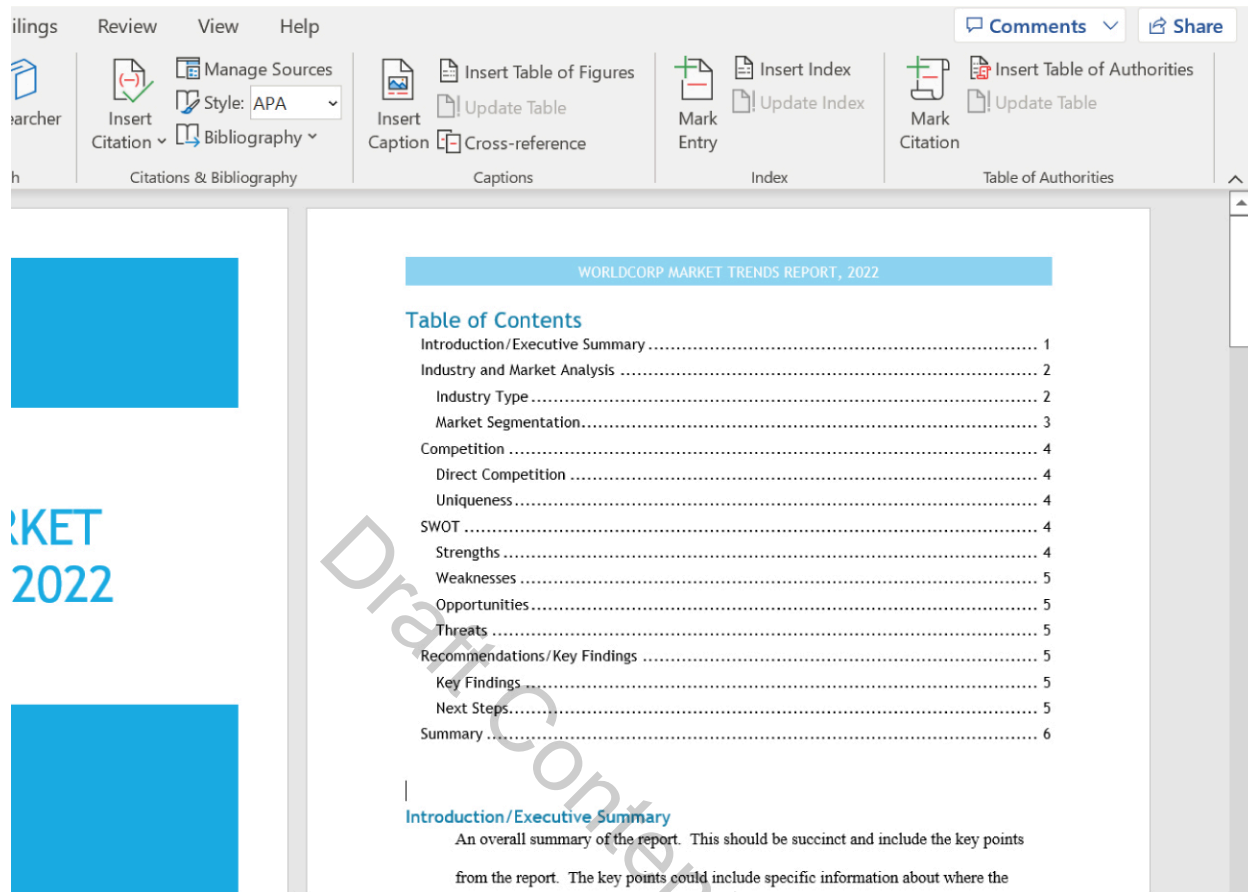 ilings Review View Help Comments Share
earcher
Insert
Citation
Manage Sources
Style: APA
Bibliography
Citations & Bibliography
Insert
Caption
Insert Table of Figures
Update Table
Cross-reference
Captions
Mark
Entry
Insert Index
Update Index
Index
Mark
Citation
Insert Table of Authorities
Update Table
Table of Authorities
h
RKET
2022
WORLDCORP MARKET TRENDS REPORT, 2022
Table of Contents
Introduction/Executive Summary ........ 1
Industry and Market Analysis ........ 2
Industry Type ........ 2
Market Segmentation ........ 3
Competition ........ 4
Direct Competition ........ 4
Uniqueness ........ 4
SWOT ........ 4
Strengths ........ 4
Weaknesses ........ 5
Opportunities ........ 5
Threats ........ 5
Recommendations/Key Findings ........ 5
Key Findings ........ 5
Next Steps ........ 5
Summary ........ 6
Introduction/Executive Summary
An overall summary of the report. This should be succinct and include the key points
from the report. The key points could include specific information about where the
Draft Conten